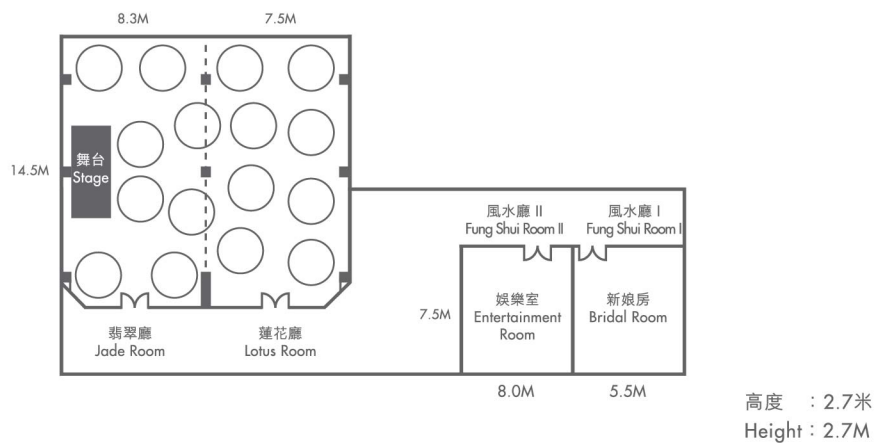 8.3M
7.5M
14.5M
舞台
Stage
風水廳 II
Fung Shui Room II
風水廳 I
Fung Shui Room I
7.5M
娛樂室
Entertainment
Room
新娘房
Bridal Room
翡翠廳
Jade Room
蓮花廳
Lotus Room
8.0M
5.5M
高度 ：2.7米
Height：2.7M